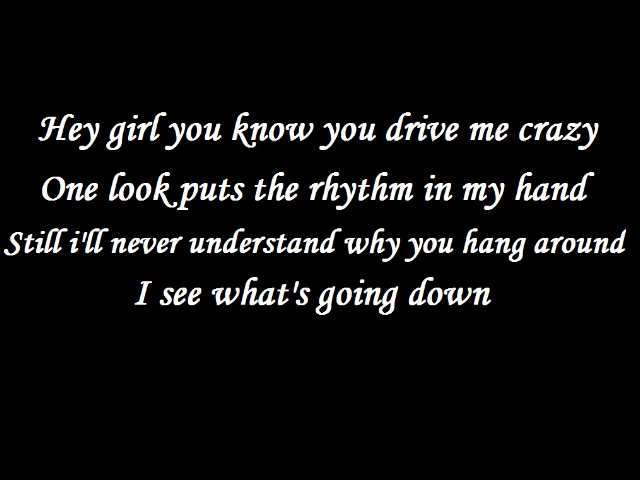 Hey girl you know you drive me crazy
One look puts the rhythm in my hand
Still i'll never understand why you hang around
I see what's going down